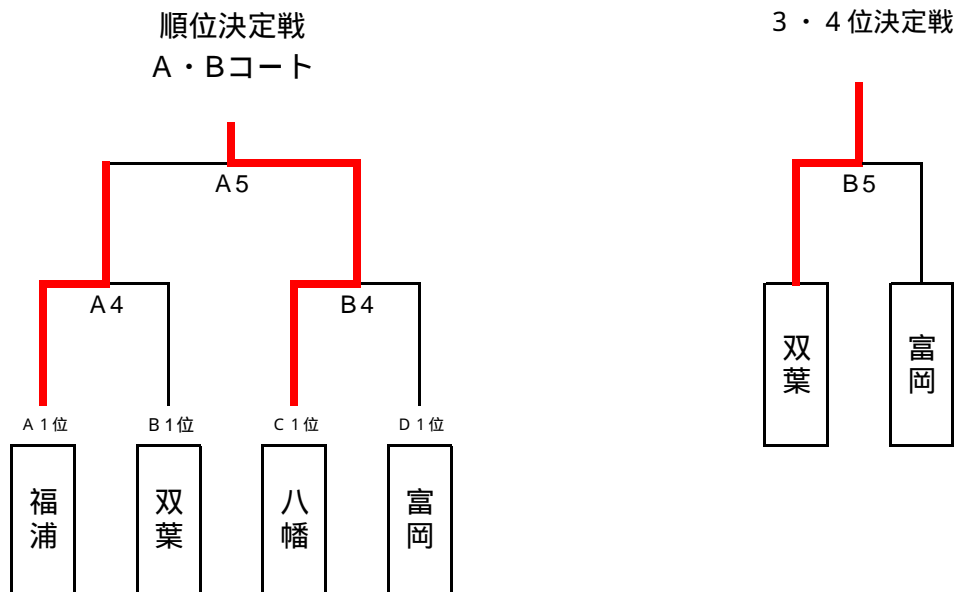 順位決定戦
A・Bコート
A5
A4
B4
A1位
B1位
C1位
D1位
福浦
双葉
八幡
富岡
3・4位決定戦
B5
双葉
富岡